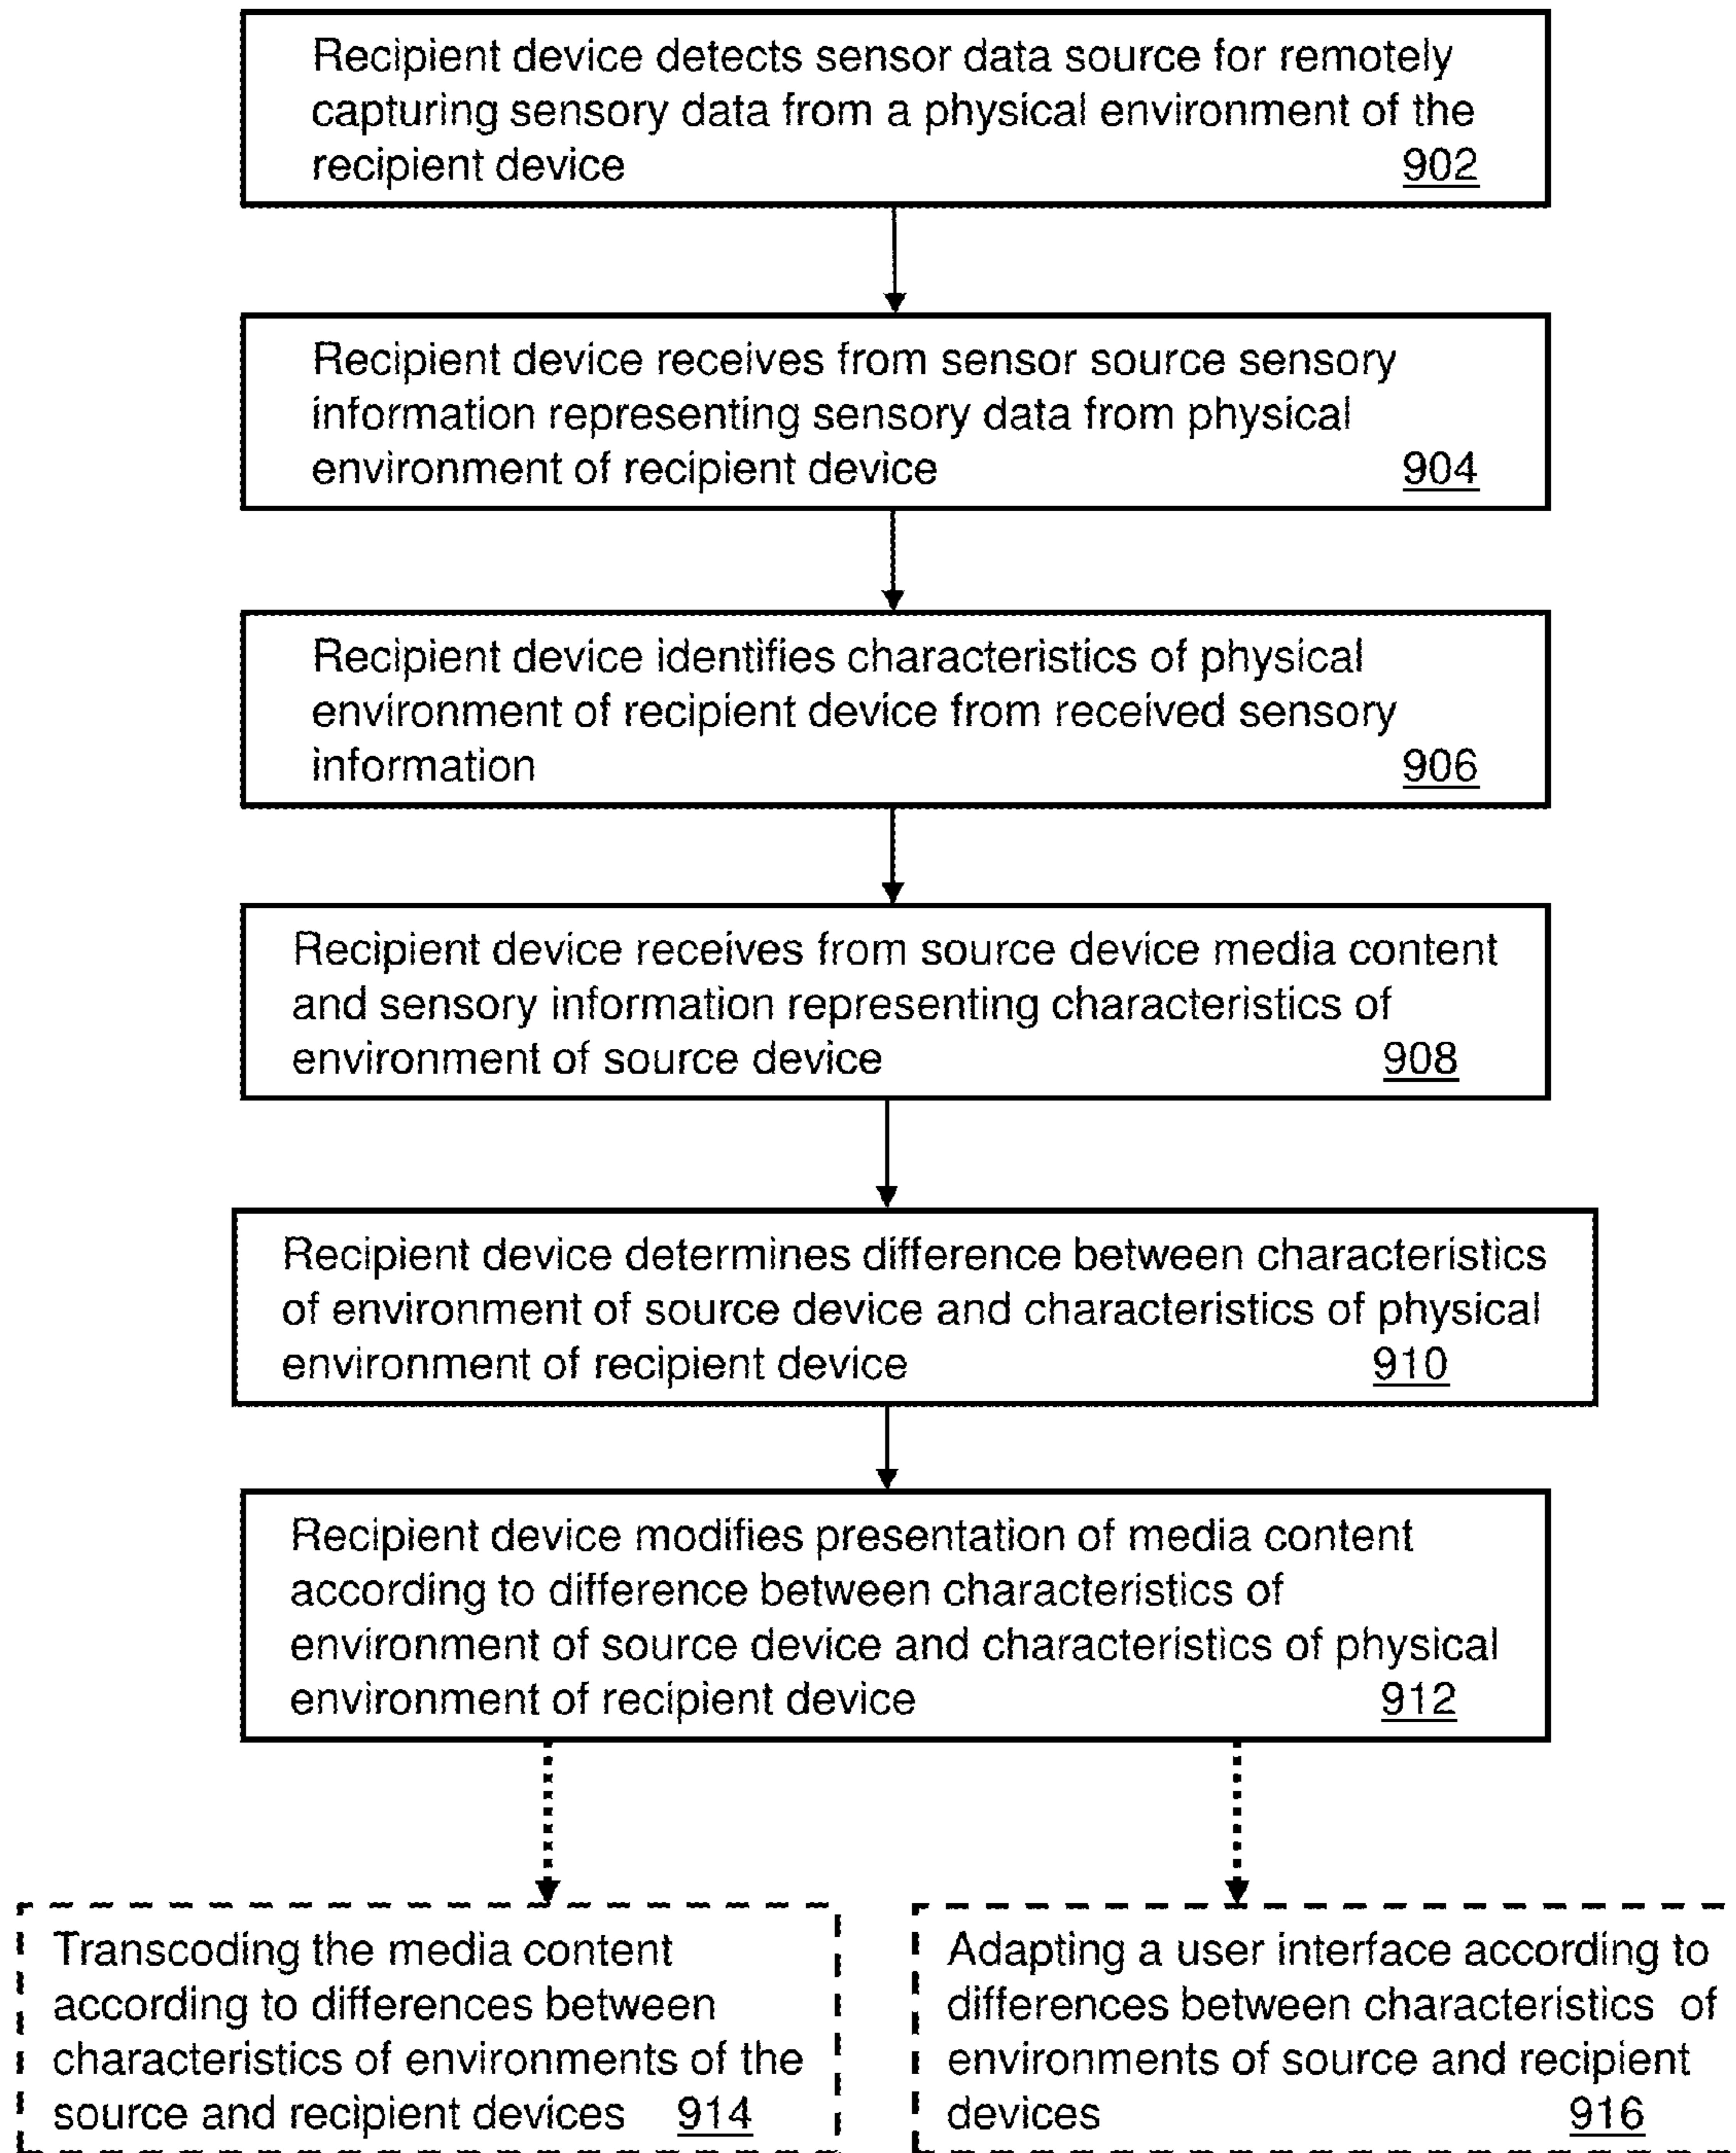 Recipient device detects sensor data source for remotely
capturing sensory data from a physical environment of the
recipient device 902
Recipient device receives from sensor source sensory
information representing sensory data from physical
environment of recipient device 904
Recipient device identifies characteristics of physical
environment of recipient device from received sensory
information 906
Recipient device receives from source device media content
and sensory information representing characteristics of
environment of source device 908
Recipient device determines difference between characteristics
of environment of source device and characteristics of physical
environment of recipient device 910
Recipient device modifies presentation of media content
according to difference between characteristics of
environment of source device and characteristics of physical
environment of recipient device 912
Transcoding the media content
according to differences between
characteristics of environments of the
source and recipient devices 914
Adapting a user interface according to
differences between characteristics of
environments of source and recipient
devices 916